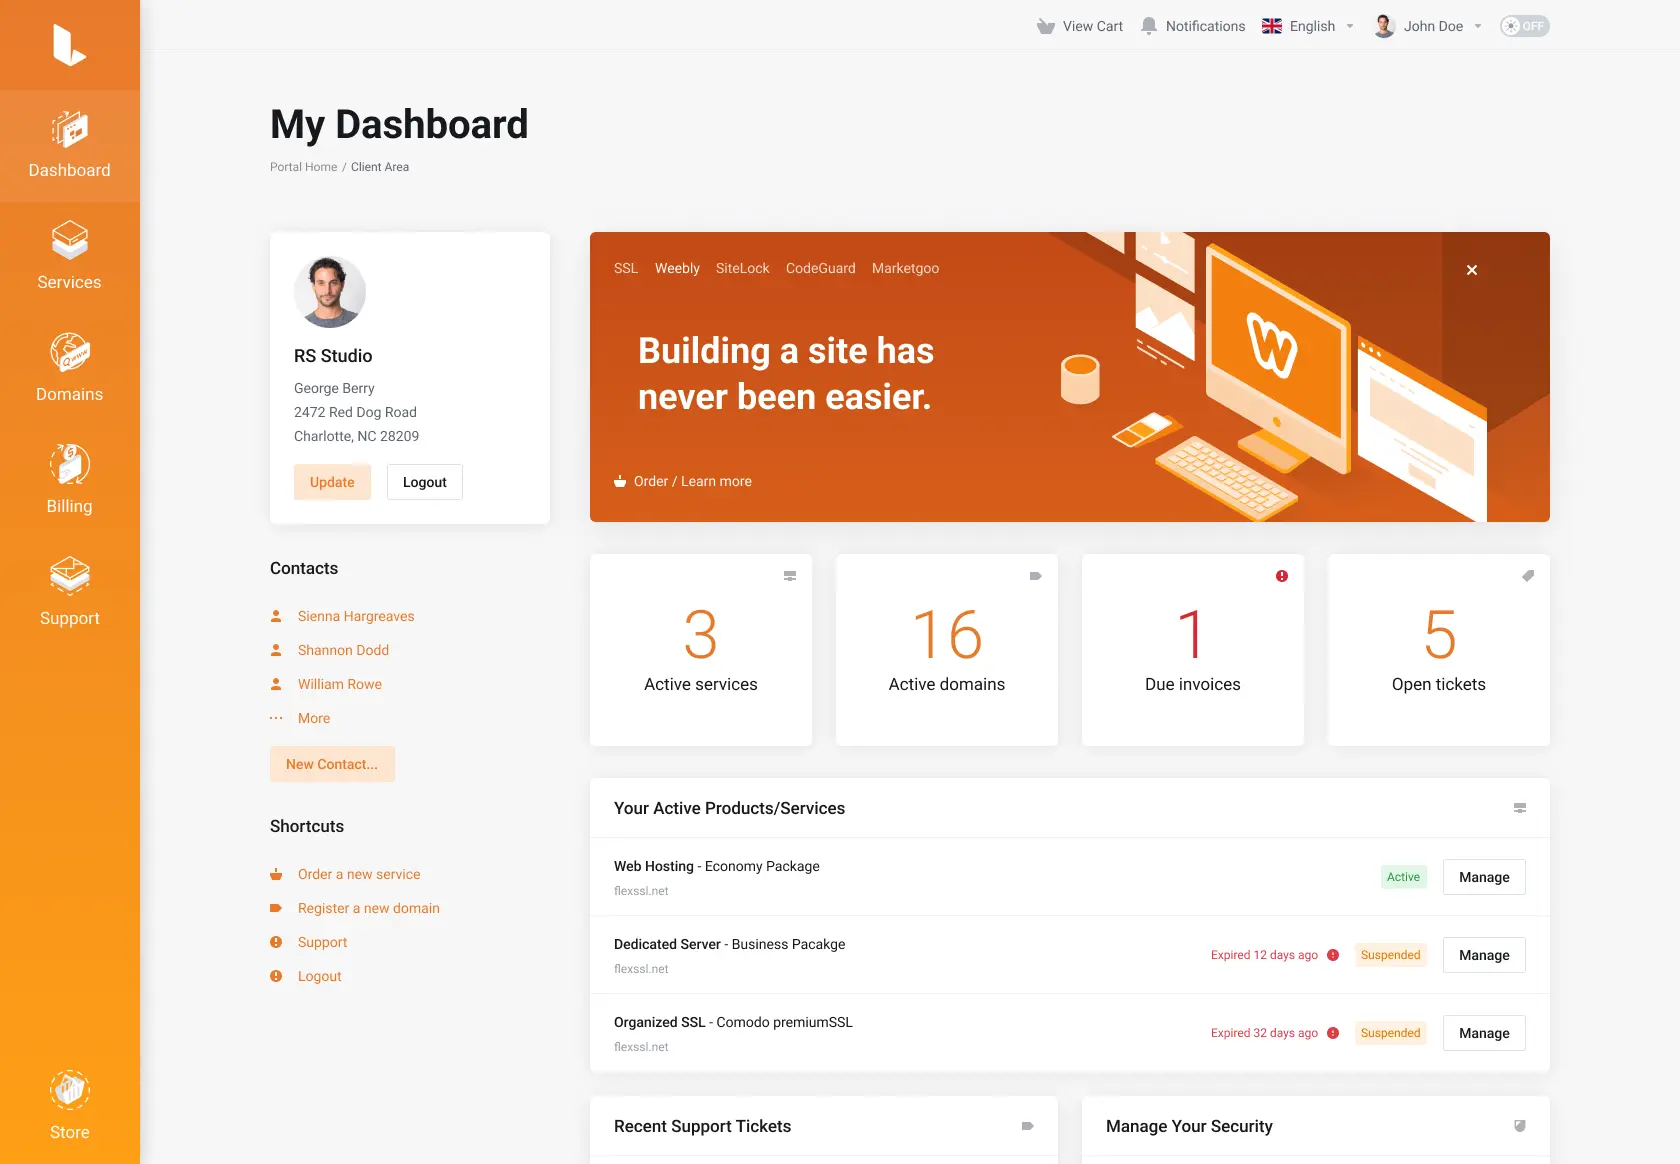 View Cart
Notifications
English
John Doe
OFF
Dashboard
Services
Domains
Billing
Support
Store
My Dashboard
Portal Home / Client Area
RS Studio
George Berry
2472 Red Dog Road
Charlotte, NC 28209
Update
Logout
Contacts
Sienna Hargreaves
Shannon Dodd
William Rowe
More
New Contact...
Shortcuts
Order a new service
Register a new domain
Support
Logout
SSL
Weebly
SiteLock
CodeGuard
Marketgoo
Building a site has
never been easier.
Order / Learn more
W
3
Active services
16
Active domains
1
Due invoices
5
Open tickets
Your Active Products/Services
Web Hosting - Economy Package
flexssl.net
Active
Manage
Dedicated Server - Business Pacakge
flexssl.net
Expired 12 days ago
Suspended
Manage
Organized SSL - Comodo premiumSSL
flexssl.net
Expired 32 days ago
Suspended
Manage
Recent Support Tickets
Manage Your Security